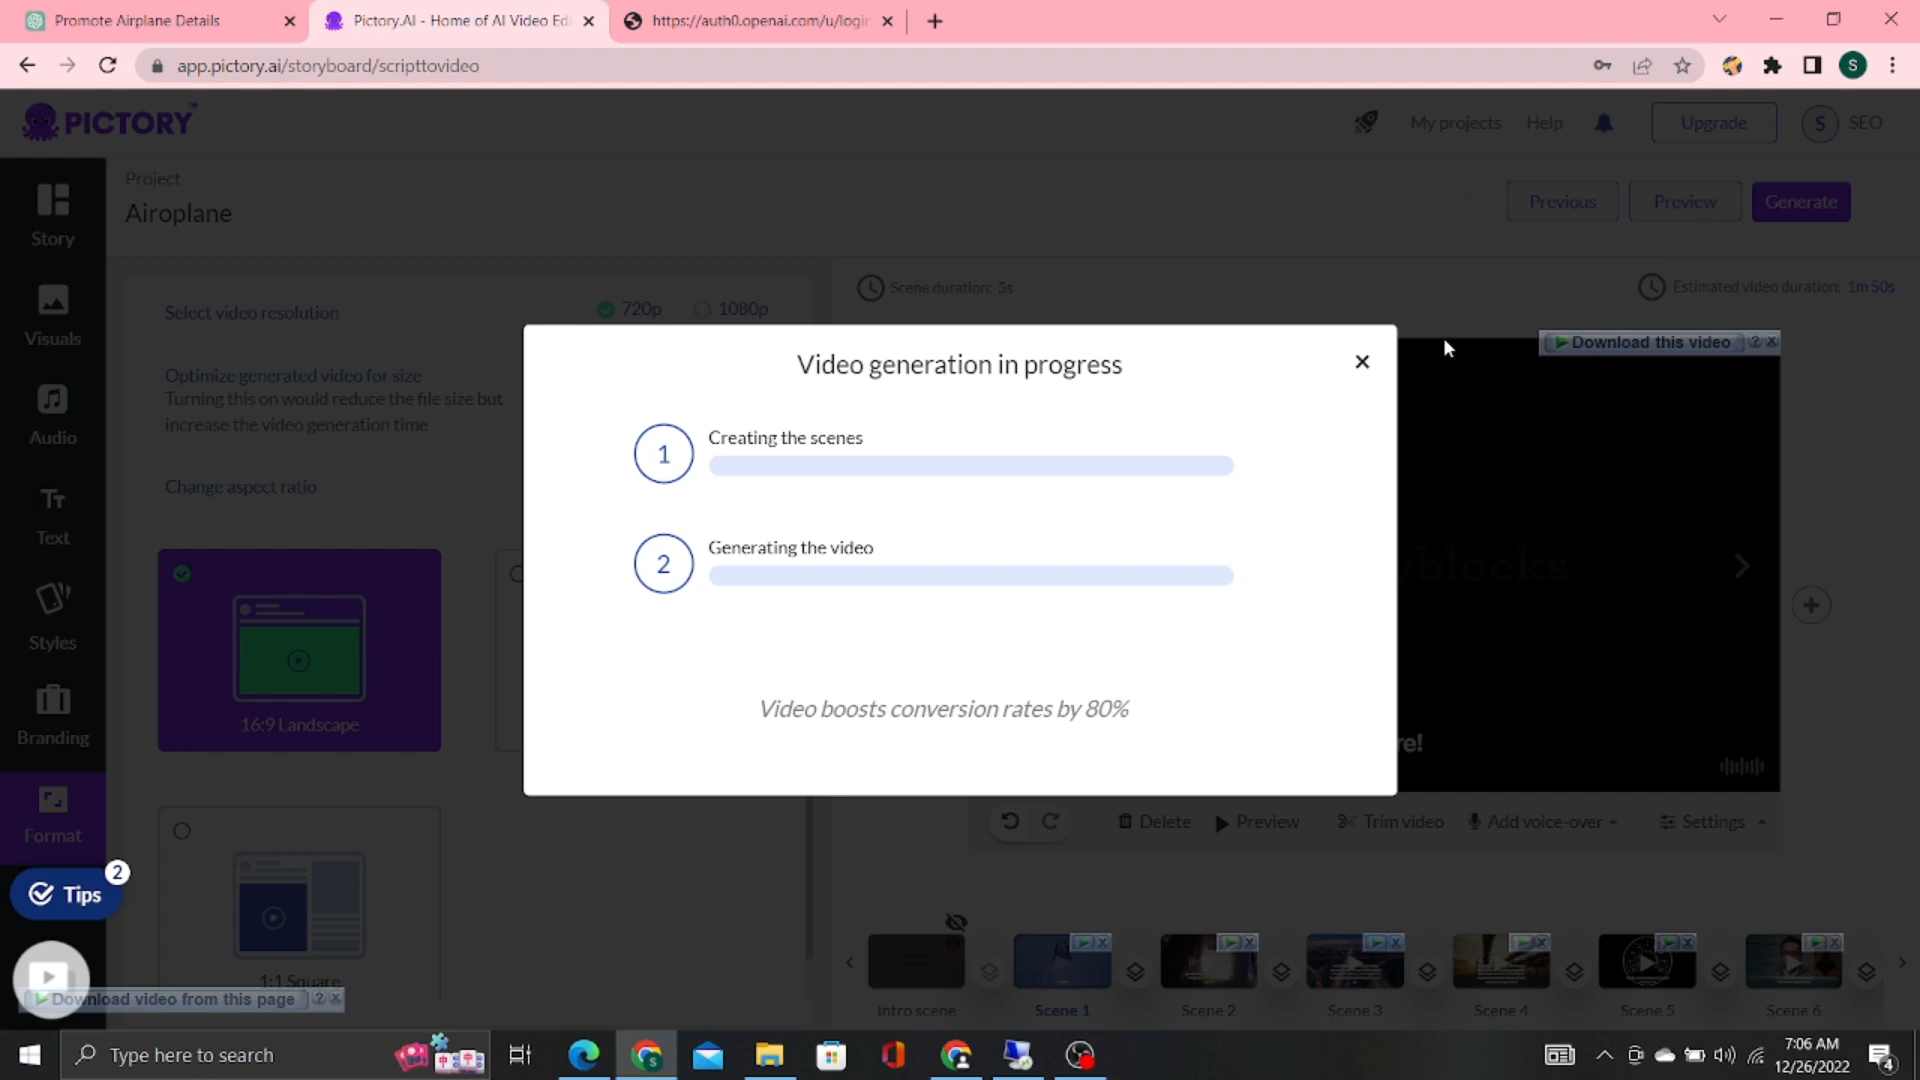 Promote Airplane Details
Pictory.AI - Home of AI Video Edi
https://auth0.openai.com/u/login
app.pictory.ai/storyboard/scripttovideo
S
PICTORY
My projects
Help
Upgrade
S
SEO
Project
Airoplane
Previous
Preview
Generate
Story
Visuals
Audio
Text
Styles
Branding
Format
Tips
2
Select video resolution
720p
1080p
Optimize generated video for size
Turning this on would reduce the file size but
increase the video generation time
Change aspect ratio
16:9 Landscape
1:1 Square
Download video from this page
Scene duration: 5s
Estimated video duration: 1m 50s
Download this video
Video generation in progress
1
Creating the scenes
2
Generating the video
Video boosts conversion rates by 80%
yblocks
re!
Delete
Preview
Trim video
Add voice-over
Settings
Intro scene
Scene 1
Scene 2
Scene 3
Scene 4
Scene 5
Scene 6
Type here to search
7:06 AM
12/26/2022
4